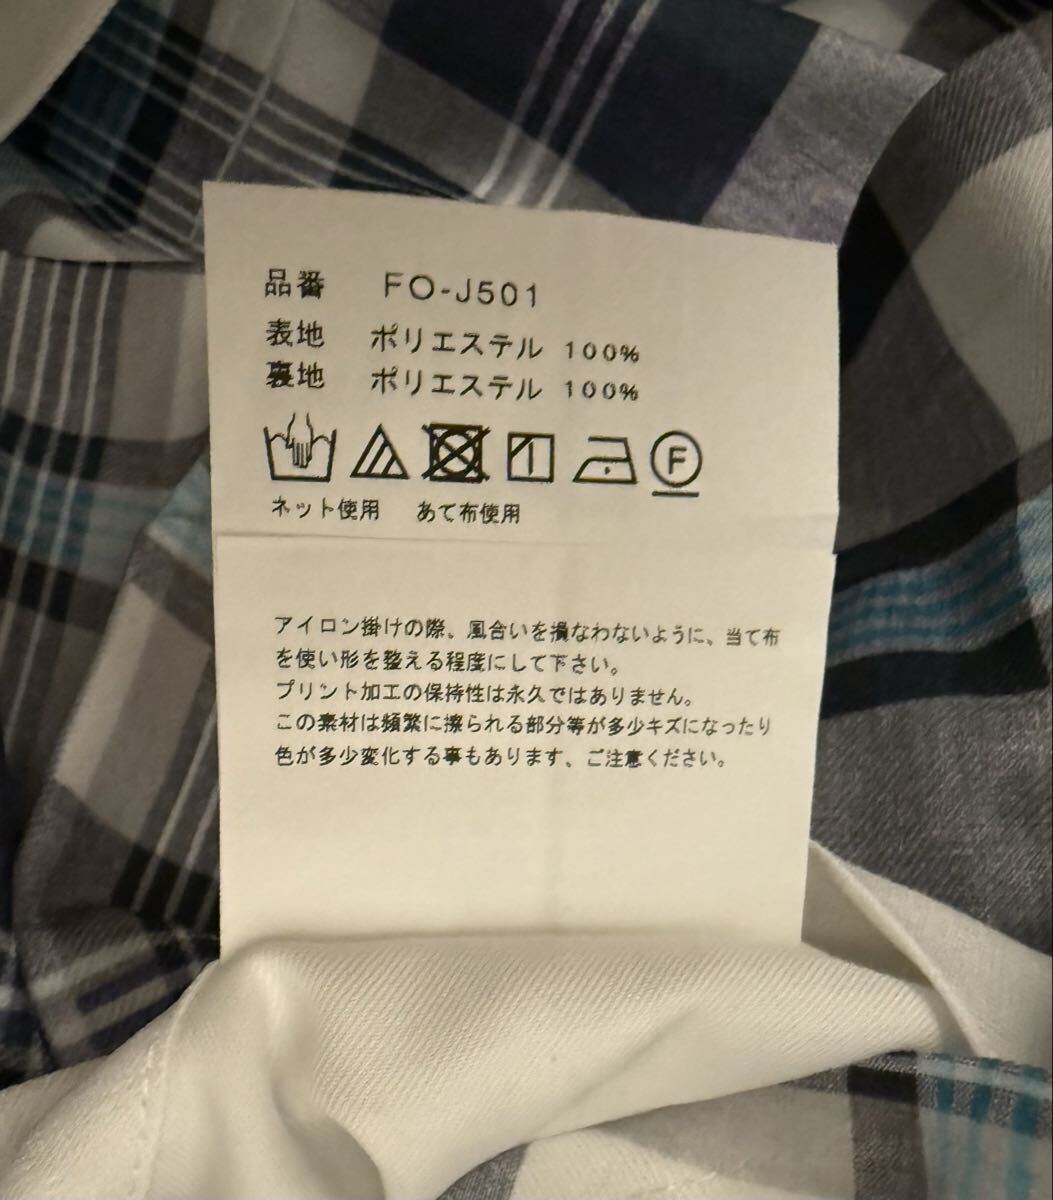 品番 FO-J501
表地 ポリエステル 100%
裏地 ポリエステル 100%
F
ネット使用 あて布使用
アイロン掛けの際、風合いを損なわないように、当て布
を使い形を整える程度にして下さい。
プリント加工の保持性は永久ではありません。
この素材は頻繁に擦られる部分等が多少キズになったり
色が多少変化する事もあります、ご注意ください。